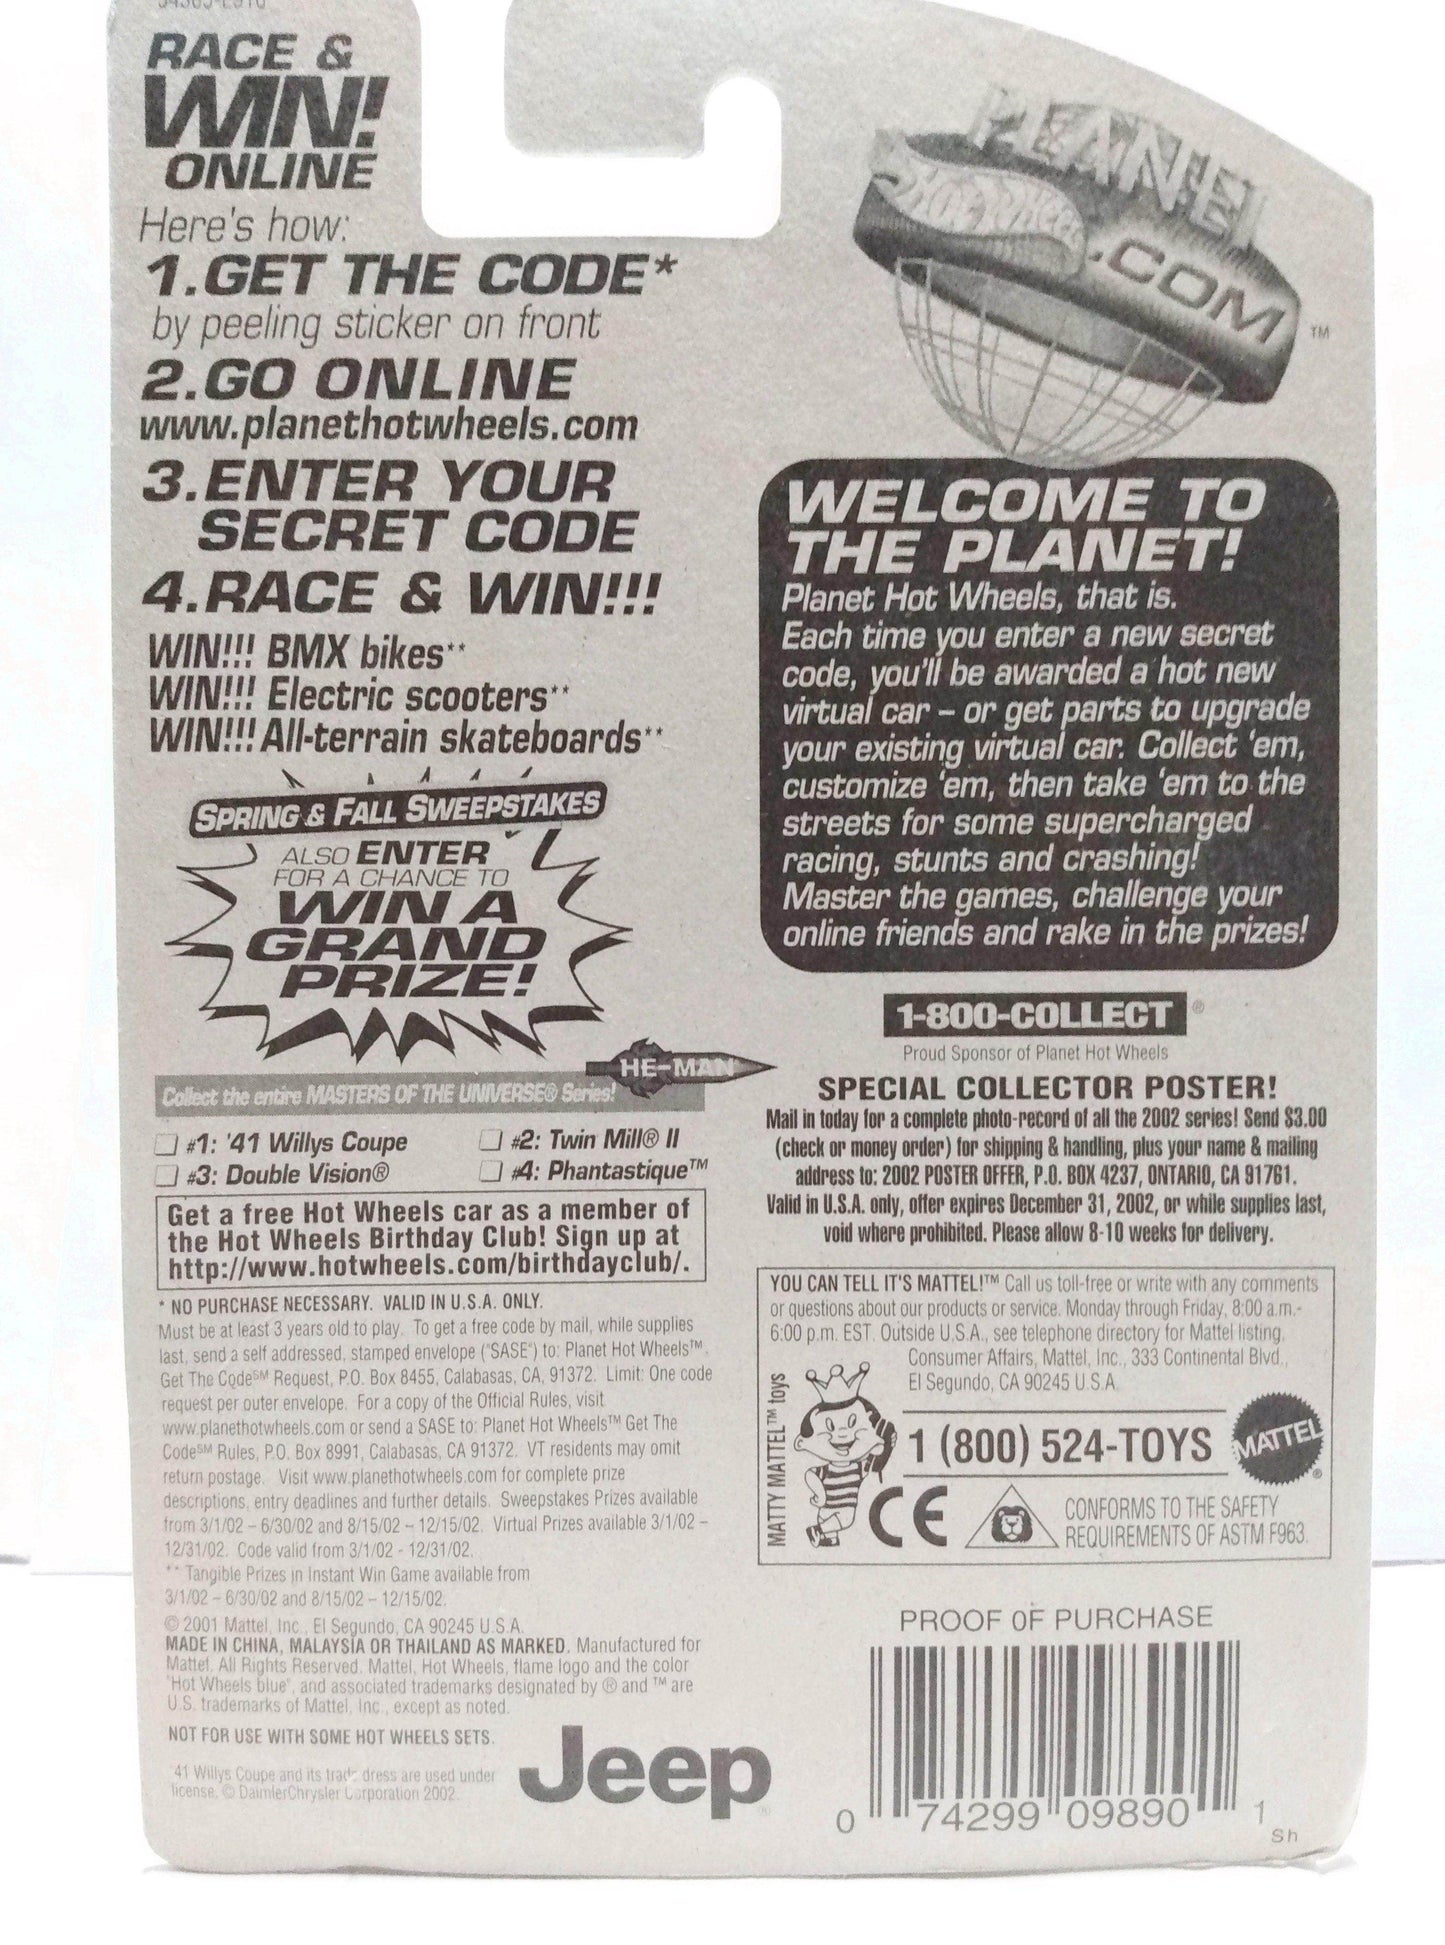 RACE &
WIN!
ONLINE
Here's how:
1.GET THE CODE*
by peeling sticker on front
2.GO ONLINE
www.planethotwheels.com
3.ENTER YOUR
SECRET CODE
4.RACE & WIN!!!
WIN!!! BMX bikes**
WIN!!! Electric scooters**
WIN!!! All-terrain skateboards**
SPRING & FALL SWEEPSTAKES
ALSO ENTER
FOR A CHANCE TO
WIN A
GRAND
PRIZE!
HE-MAN
Collect the entire MASTERS OF THE UNIVERSE® Series!
#1: '41 Willys Coupe #2: Twin Mill® II
#3: Double Vision® #4: Phantastique™
Get a free Hot Wheels car as a member of
the Hot Wheels Birthday Club! Sign up at
http://www.hotwheels.com/birthdayclub/.
* NO PURCHASE NECESSARY. VALID IN U.S.A. ONLY.
Must be at least 3 years old to play. To get a free code by mail, while supplies
last, send a self addressed, stamped envelope ("SASE") to: Planet Hot Wheels™
Get The Code℠ Request, P.O. Box 8455, Calabasas, CA, 91372. Limit: One code
request per outer envelope. For a copy of the Official Rules, visit
www.planethotwheels.com or send a SASE to: Planet Hot Wheels™ Get The
Code℠ Rules, P.O. Box 8991, Calabasas, CA 91372. VT residents may omit
return postage. Visit www.planethotwheels.com for complete prize
descriptions, entry deadlines and further details. Sweepstakes Prizes available
from 3/1/02 – 6/30/02 and 8/15/02 – 12/15/02. Virtual Prizes available 3/1/02 –
12/31/02. Code valid from 3/1/02 - 12/31/02.
** Tangible Prizes in Instant Win Game available from
3/1/02 – 6/30/02 and 8/15/02 – 12/15/02.
© 2001 Mattel, Inc., El Segundo, CA 90245 U.S.A.
MADE IN CHINA, MALAYSIA OR THAILAND AS MARKED. Manufactured for
Mattel. All Rights Reserved. Mattel, Hot Wheels, flame logo and the color
"Hot Wheels blue", and associated trademarks designated by ® and ™ are
U.S. trademarks of Mattel, Inc., except as noted.
NOT FOR USE WITH SOME HOT WHEELS SETS.
'41 Willys Coupe and its trade dress are used under
license. © DaimlerChrysler Corporation 2002.
Jeep®
PLANET
Hot Wheels
.COM™
WELCOME TO
THE PLANET!
Planet Hot Wheels, that is.
Each time you enter a new secret
code, you'll be awarded a hot new
virtual car – or get parts to upgrade
your existing virtual car. Collect 'em,
customize 'em, then take 'em to the
streets for some supercharged
racing, stunts and crashing!
Master the games, challenge your
online friends and rake in the prizes!
1-800-COLLECT®
Proud Sponsor of Planet Hot Wheels
SPECIAL COLLECTOR POSTER!
Mail in today for a complete photo-record of all the 2002 series! Send $3.00
(check or money order) for shipping & handling, plus your name & mailing
address to: 2002 POSTER OFFER, P.O. BOX 4237, ONTARIO, CA 91761.
Valid in U.S.A. only, offer expires December 31, 2002, or while supplies last,
void where prohibited. Please allow 8-10 weeks for delivery.
YOU CAN TELL IT'S MATTEL!™ Call us toll-free or write with any comments
or questions about our products or service. Monday through Friday, 8:00 a.m.-
6:00 p.m. EST. Outside U.S.A., see telephone directory for Mattel listing.
Consumer Affairs, Mattel, Inc., 333 Continental Blvd.,
El Segundo, CA 90245 U.S.A.
MATTY MATTEL™ toys
1 (800) 524-TOYS
MATTEL®
CE
CONFORMS TO THE SAFETY
REQUIREMENTS OF ASTM F963.
PROOF OF PURCHASE
0 74299 09890 1
Sh